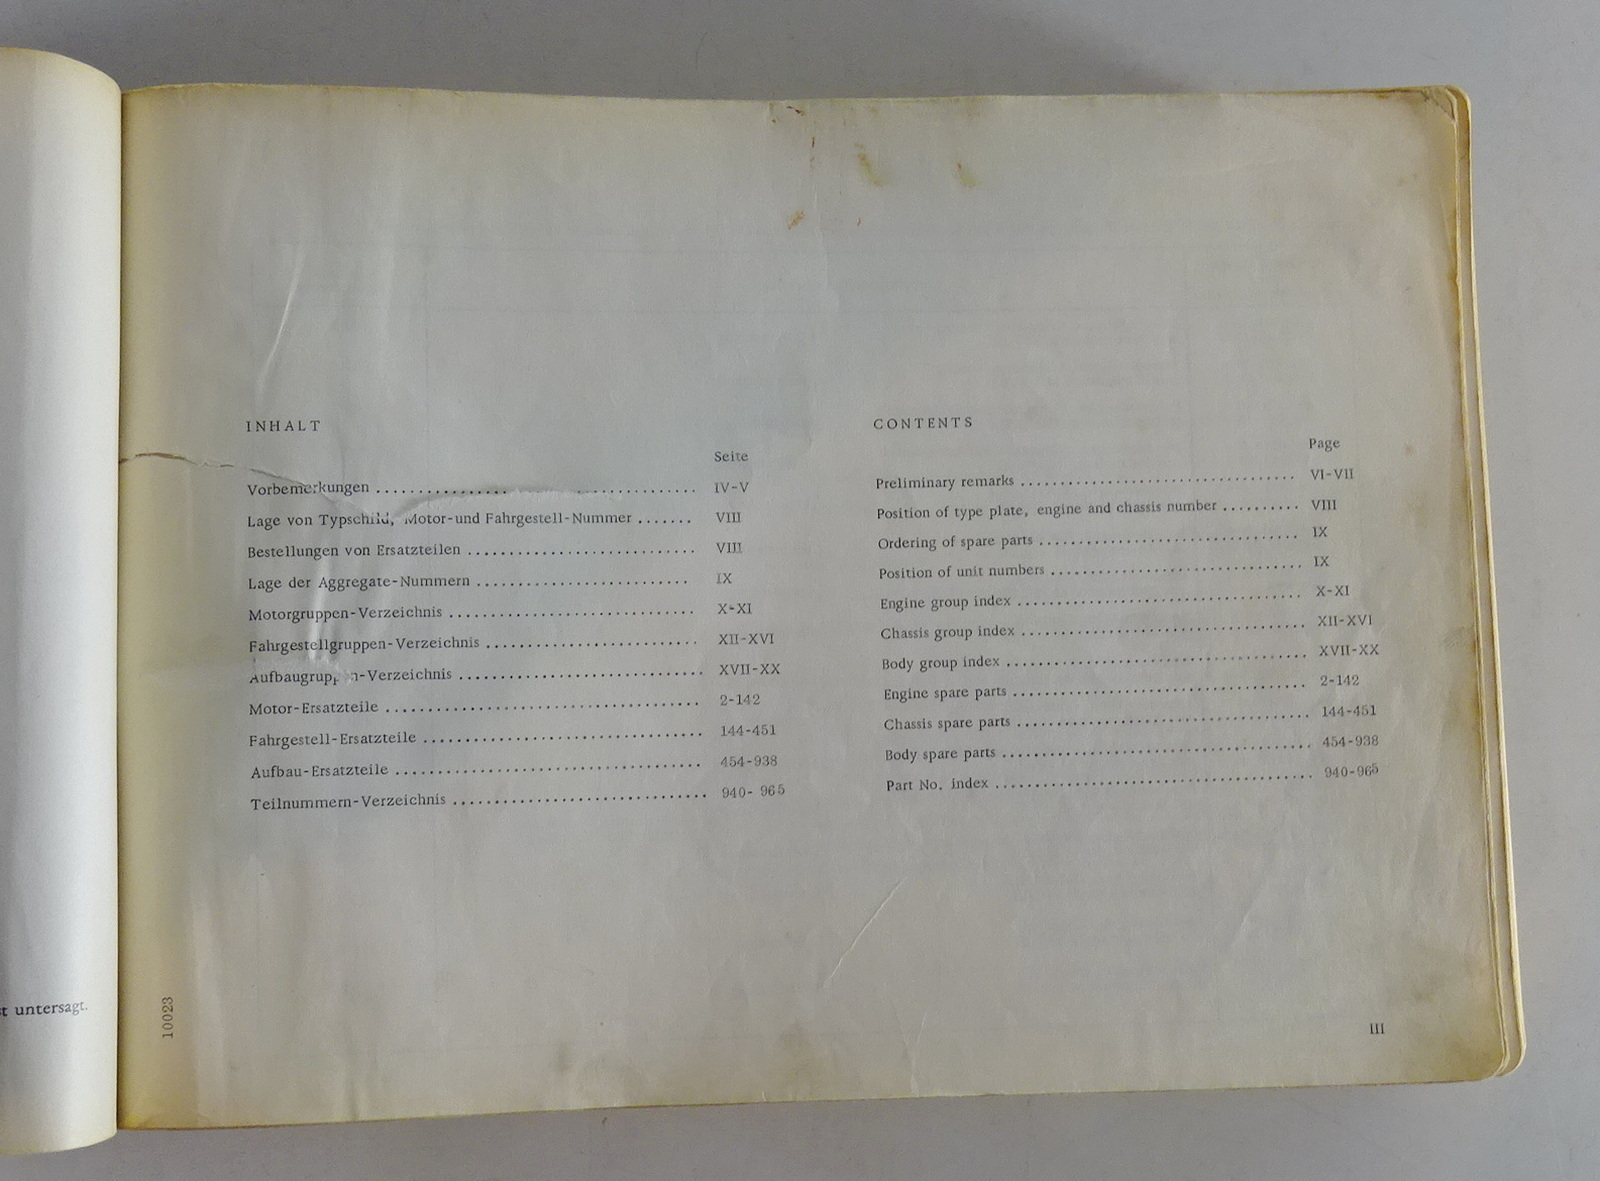 st untersagt.
INHALT
Seite
Vorbemerkungen ........................................ IV-V
Lage von Typschild, Motor-und Fahrgestell-Nummer ....... VIII
Bestellungen von Ersatzteilen ............................ VIII
Lage der Aggregate-Nummern .......................... IX
Motorgruppen-Verzeichnis .............................. X-XI
Fahrgestellgruppen-Verzeichnis .......................... XII-XVI
Aufbaugruppen-Verzeichnis .............................. XVII-XX
Motor-Ersatzteile ...................................... 2-142
Fahrgestell-Ersatzteile .................................. 144-451
Aufbau-Ersatzteile ..................................... 454-938
Teilnummern-Verzeichnis ............................... 940- 965
CONTENTS
Page
Preliminary remarks .................................. VI-VII
Position of type plate, engine and chassis number .......... VIII
Ordering of spare parts ................................ IX
Position of unit numbers ............................... IX
Engine group index ................................... X-XI
Chassis group index ................................... XII-XVI
Body group index ..................................... XVII-XX
Engine spare parts .................................... 2-142
Chassis spare parts .................................... 144-451
Body spare parts ...................................... 454-938
Part No. index ....................................... 940-965
10023
III